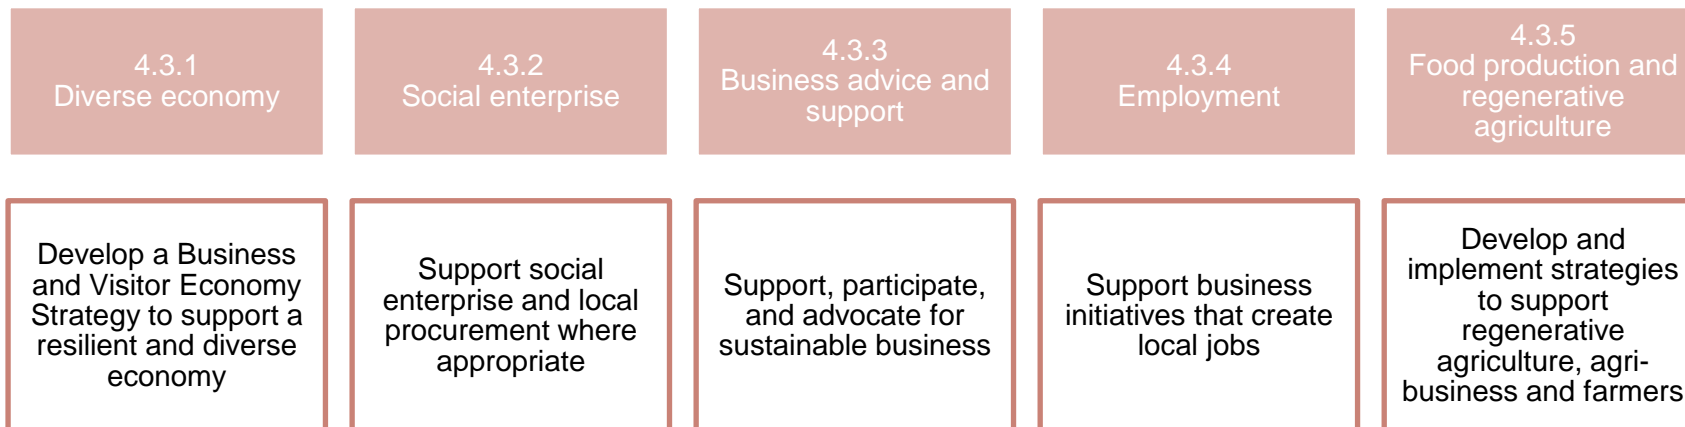 4.3.1
Diverse economy
4.3.2
Social enterprise
4.3.3
Business advice and
support
4.3.4
Employment
4.3.5
Food production and
regenerative
agriculture
Develop a Business
and Visitor Economy
Strategy to support a
resilient and diverse
economy
Support social
enterprise and local
procurement where
appropriate
Support, participate,
and advocate for
sustainable business
Support business
initiatives that create
local jobs
Develop and
implement strategies
to support
regenerative
agriculture, agri-
business and farmers